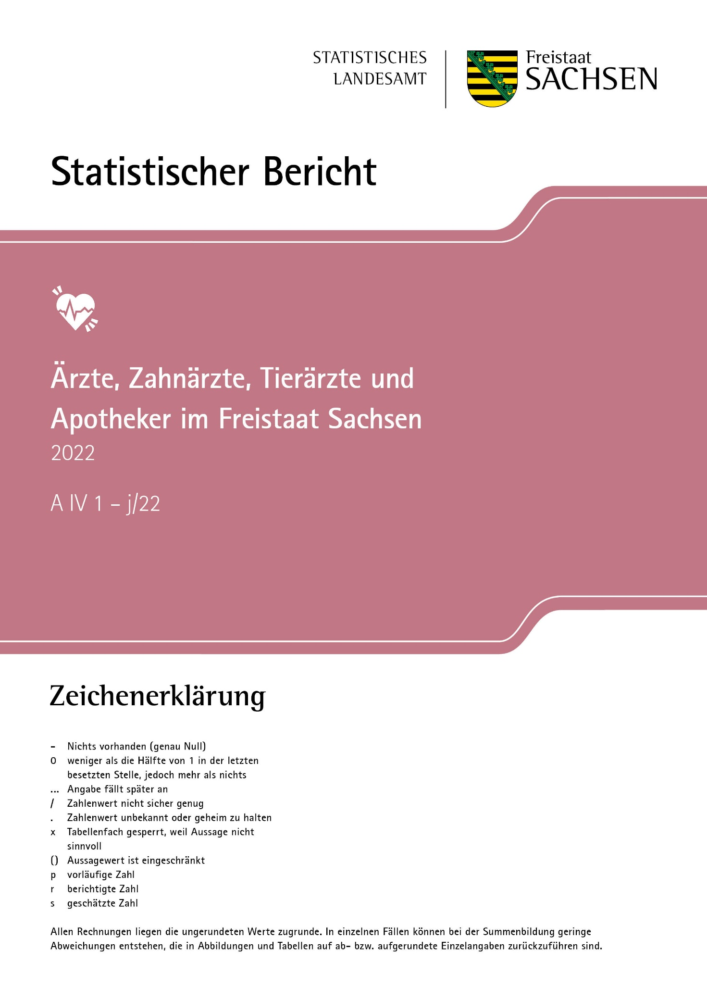 STATISTISCHES
LANDESAMT
Freistaat
SACHSEN
Statistischer Bericht
Ärzte, Zahnärzte, Tierärzte und
Apotheker im Freistaat Sachsen
2022
A IV 1 – j/22
Zeichenerklärung
- Nichts vorhanden (genau Null)
0 weniger als die Hälfte von 1 in der letzten
besetzten Stelle, jedoch mehr als nichts
... Angabe fällt später an
/ Zahlenwert nicht sicher genug
. Zahlenwert unbekannt oder geheim zu halten
x Tabellenfach gesperrt, weil Aussage nicht
sinnvoll
() Aussagewert ist eingeschränkt
p vorläufige Zahl
r berichtigte Zahl
s geschätzte Zahl
Allen Rechnungen liegen die ungerundeten Werte zugrunde. In einzelnen Fällen können bei der Summenbildung geringe
Abweichungen entstehen, die in Abbildungen und Tabellen auf ab- bzw. aufgerundete Einzelangaben zurückzuführen sind.